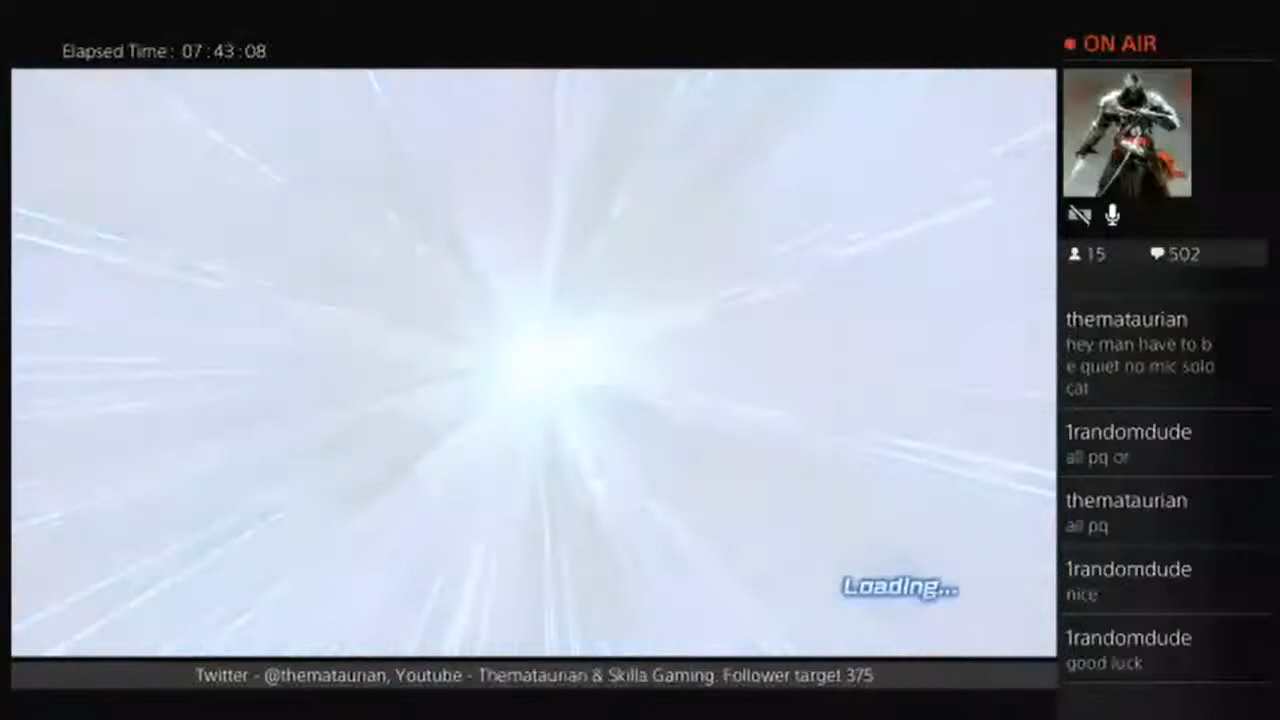 Elapsed Time: 07:43:08
ON AIR
15 502
themataurian
hey man have to b
e quiet no mic solo
cat
1randomdude
all pq or
themataurian
all pq
1randomdude
nice
1randomdude
good luck
Loading...
Twitter - @themataurian, Youtube - Themataurian & Skilla Gaming. Follower target 375